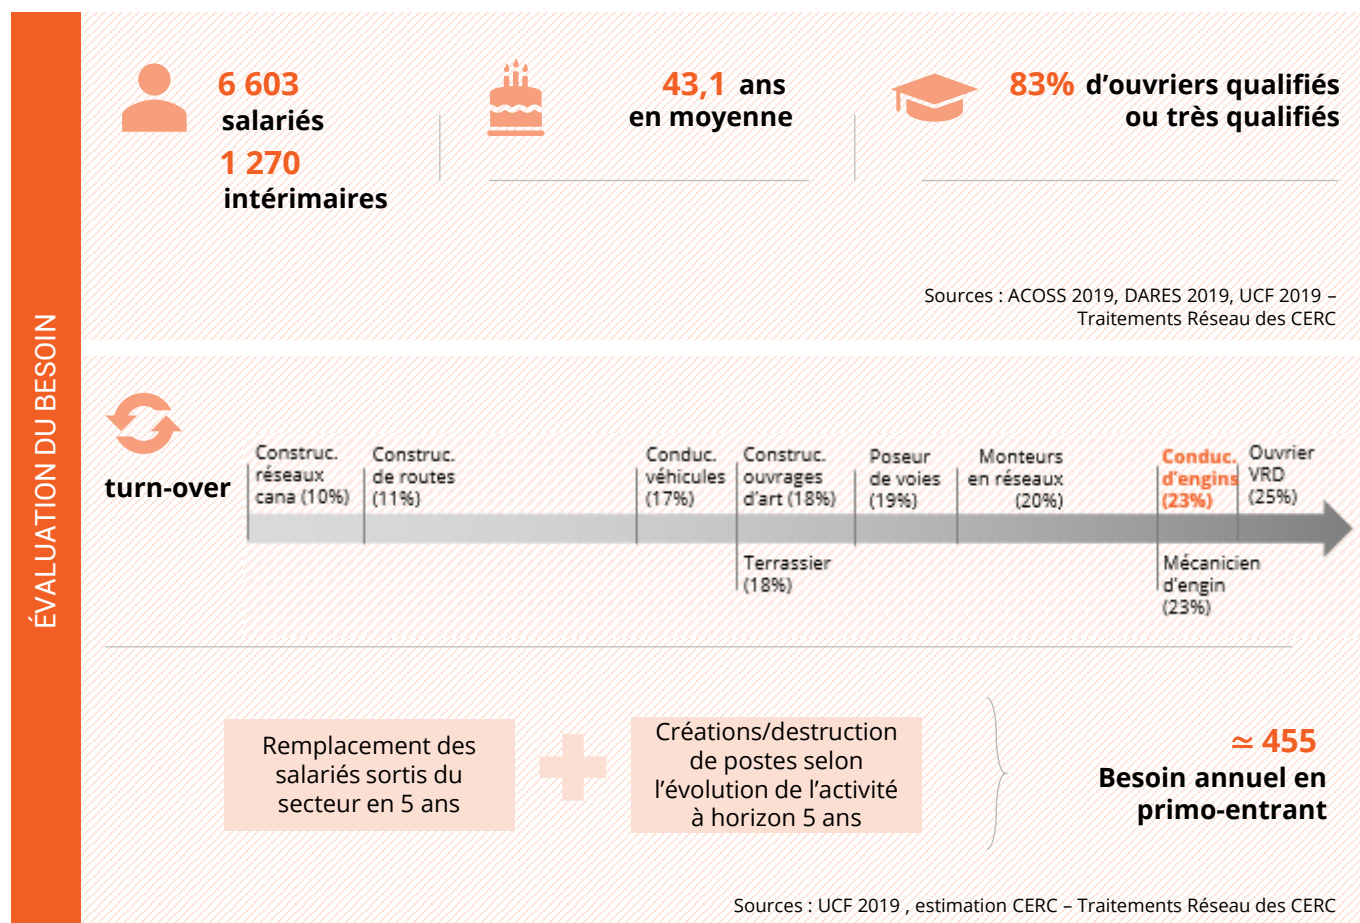 ÉVALUATION DU BESOIN
6 603
salariés
1 270
intérimaires
43,1 ans
en moyenne
83% d'ouvriers qualifiés
ou très qualifiés
Sources : ACOSS 2019, DARES 2019, UCF 2019 –
Traitements Réseau des CERC
turn-over
Construc.
réseaux
cana (10%)
Construc.
de routes
(11%)
Conduc.
véhicules
(17%)
Construc.
ouvrages
d'art (18%)
Terrassier
(18%)
Poseur
de voies
(19%)
Monteurs
en réseaux
(20%)
Conduc.
d'engins
(23%)
Mécanicien
d'engin
(23%)
Ouvrier
VRD
(25%)
Remplacement des
salariés sortis du
secteur en 5 ans
Créations/destruction
de postes selon
l'évolution de l'activité
à horizon 5 ans
≃ 455
Besoin annuel en
primo-entrant
Sources : UCF 2019 , estimation CERC – Traitements Réseau des CERC